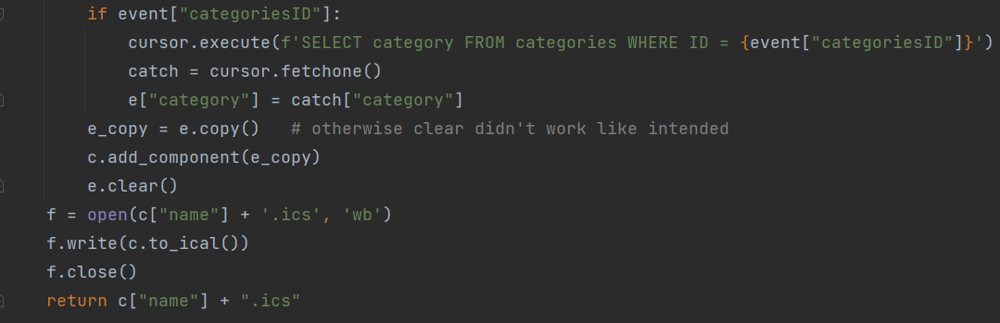 if event["categoriesID"]:
cursor.execute(f'SELECT category FROM categories WHERE ID = {event["categoriesID"]}')
catch = cursor.fetchone()
e["category"] = catch["category"]
e_copy = e.copy()   # otherwise clear didn't work like intended
c.add_component(e_copy)
e.clear()
f = open(c["name"] + '.ics', 'wb')
f.write(c.to_ical())
f.close()
return c["name"] + ".ics"